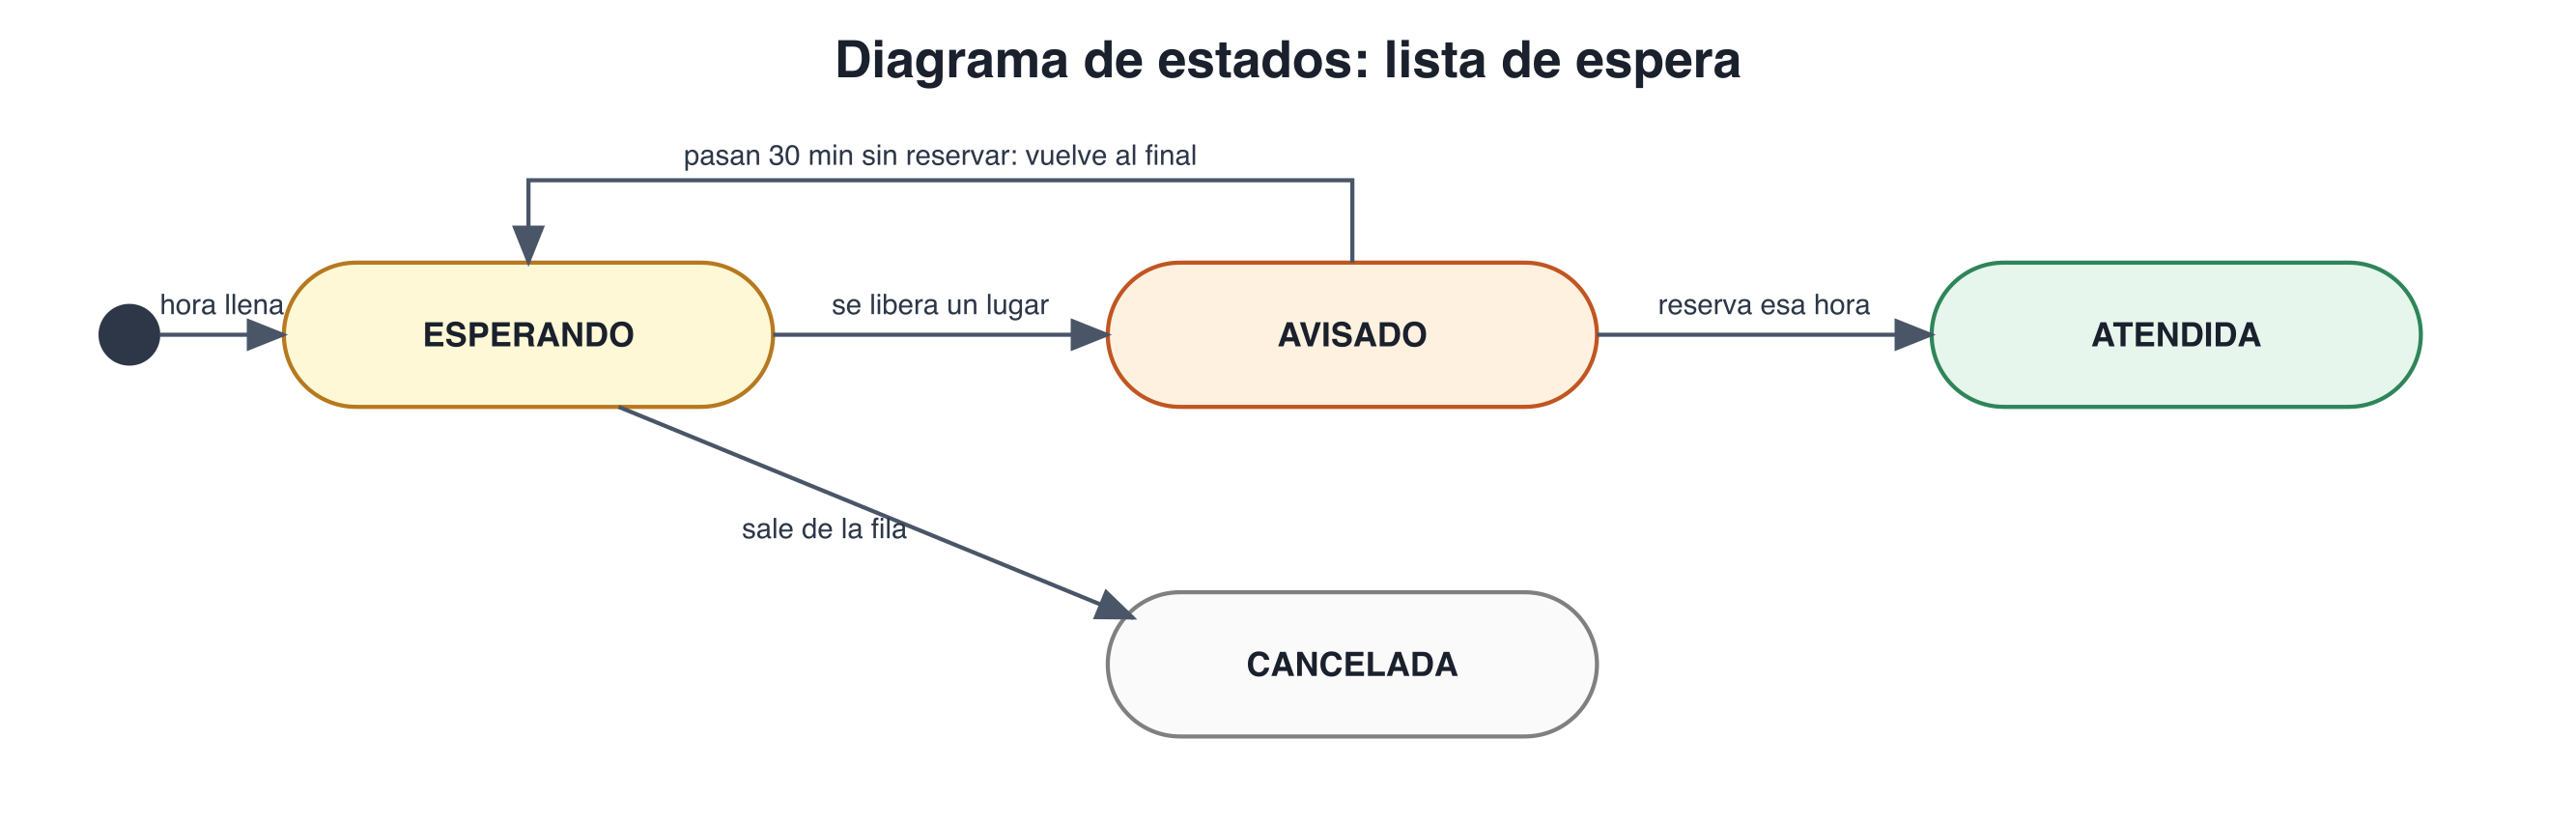 Diagrama de estados: lista de espera
pasan 30 min sin reservar: vuelve al final
hora llena
ESPERANDO
se libera un lugar
AVISADO
reserva esa hora
ATENDIDA
sale de la fila
CANCELADA